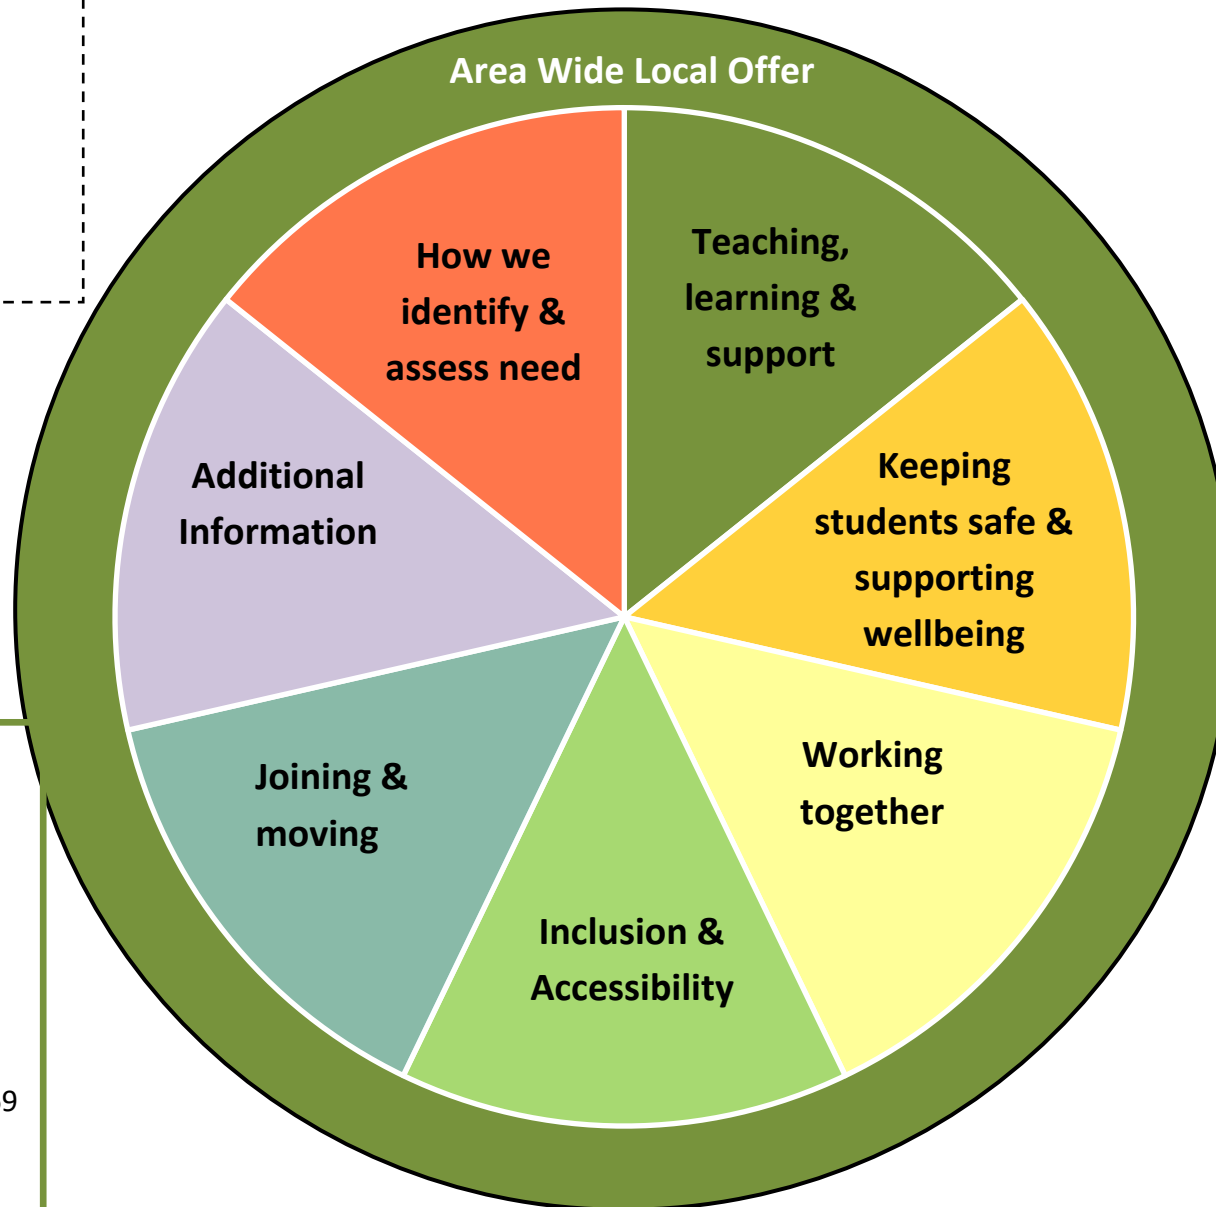 Area Wide Local Offer
How we
identify &
assess need
Teaching,
learning &
support
Keeping
students safe &
supporting
wellbeing
Working
together
Inclusion &
Accessibility
Joining &
moving
Additional
Information
9